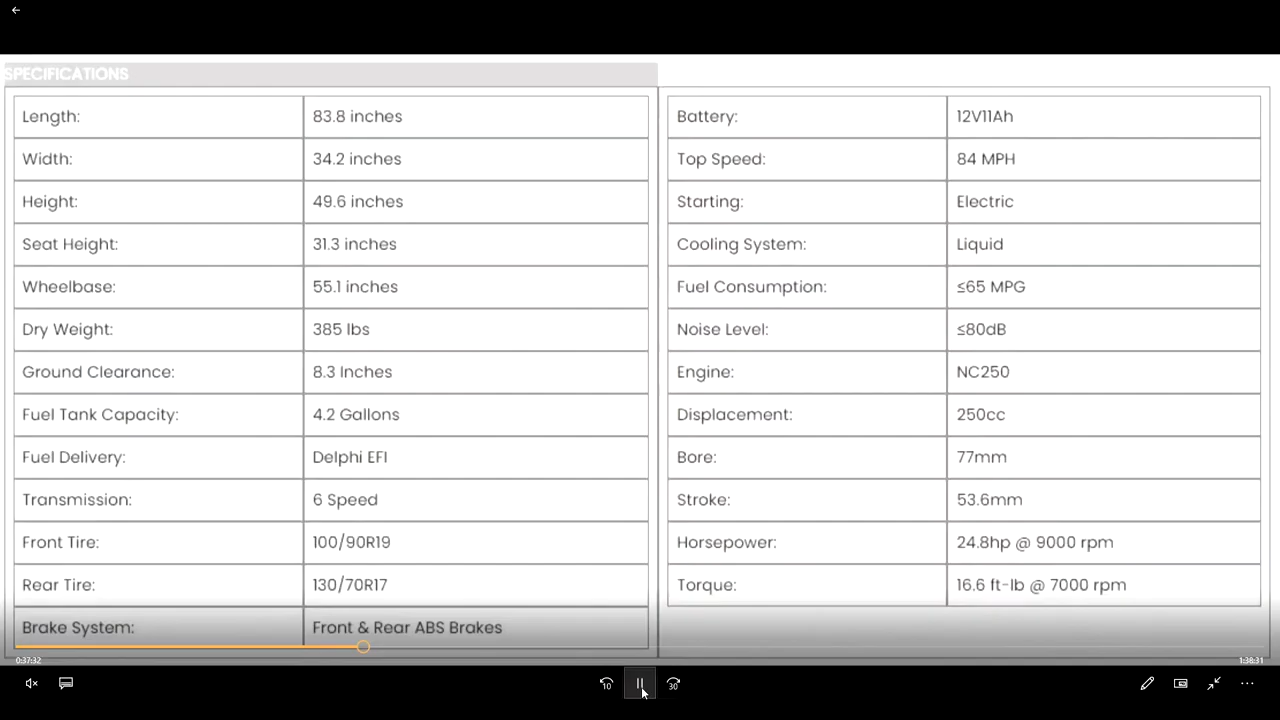 SPECIFICATIONS
Length: 83.8 inches
Width: 34.2 inches
Height: 49.6 inches
Seat Height: 31.3 inches
Wheelbase: 55.1 inches
Dry Weight: 385 lbs
Ground Clearance: 8.3 Inches
Fuel Tank Capacity: 4.2 Gallons
Fuel Delivery: Delphi EFI
Transmission: 6 Speed
Front Tire: 100/90R19
Rear Tire: 130/70R17
Brake System: Front & Rear ABS Brakes
Battery: 12V11Ah
Top Speed: 84 MPH
Starting: Electric
Cooling System: Liquid
Fuel Consumption: ≤65 MPG
Noise Level: ≤80dB
Engine: NC250
Displacement: 250cc
Bore: 77mm
Stroke: 53.6mm
Horsepower: 24.8hp @ 9000 rpm
Torque: 16.6 ft-lb @ 7000 rpm
0:37:32 1:38:31
10 30